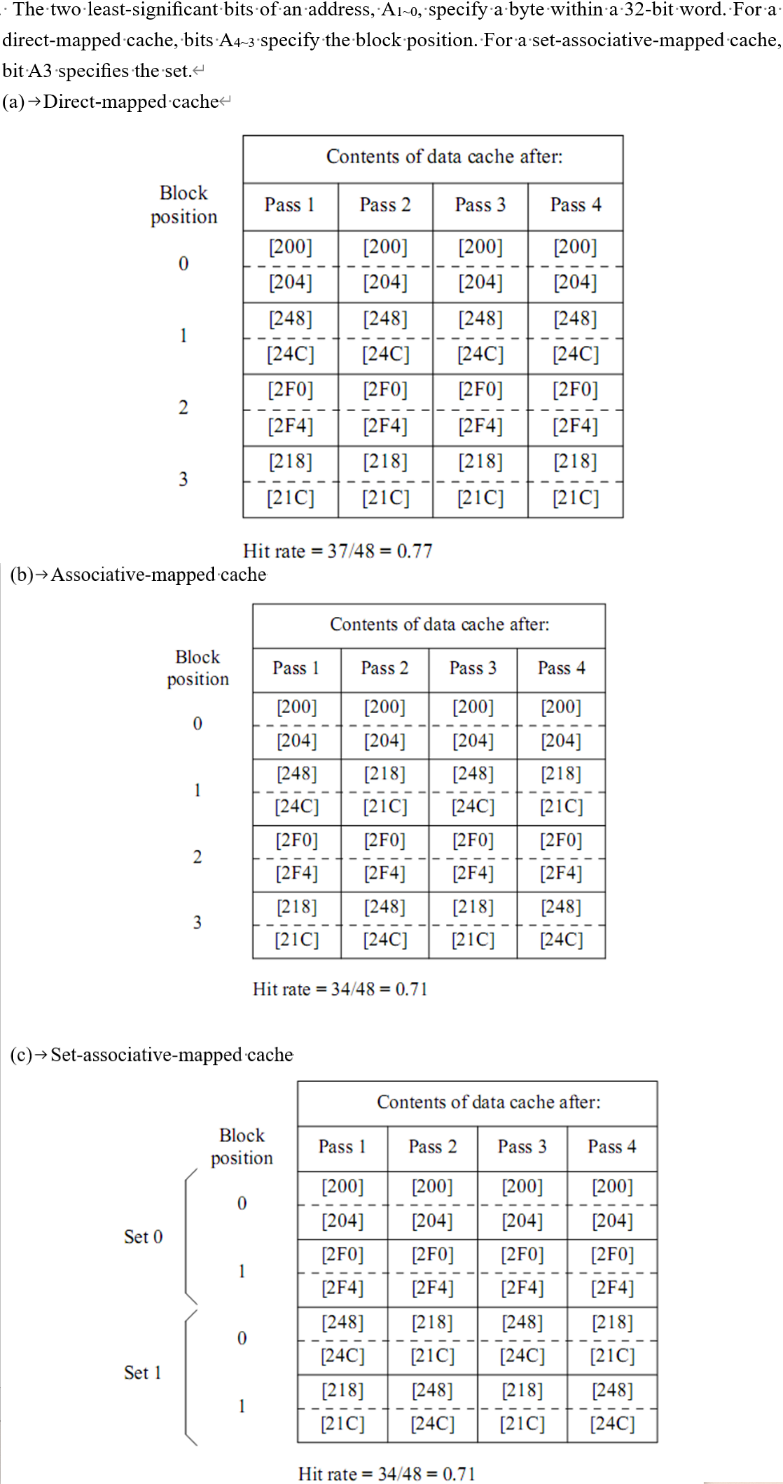 . The two least-significant bits of an address, A1~0, specify a byte within a 32-bit word. For a
direct-mapped cache, bits A4~3 specify the block position. For a set-associative-mapped cache,
bit A3 specifies the set.↵
(a)→Direct-mapped cache↵
Contents of data cache after:
Block
position
Pass 1 Pass 2 Pass 3 Pass 4
0
[200] [200] [200] [200]
[204] [204] [204] [204]
1
[248] [248] [248] [248]
[24C] [24C] [24C] [24C]
2
[2F0] [2F0] [2F0] [2F0]
[2F4] [2F4] [2F4] [2F4]
3
[218] [218] [218] [218]
[21C] [21C] [21C] [21C]
Hit rate = 37/48 = 0.77
(b)→Associative-mapped cache
Contents of data cache after:
Block
position
Pass 1 Pass 2 Pass 3 Pass 4
0
[200] [200] [200] [200]
[204] [204] [204] [204]
1
[248] [218] [248] [218]
[24C] [21C] [24C] [21C]
2
[2F0] [2F0] [2F0] [2F0]
[2F4] [2F4] [2F4] [2F4]
3
[218] [248] [218] [248]
[21C] [24C] [21C] [24C]
Hit rate = 34/48 = 0.71
(c)→Set-associative-mapped cache
Contents of data cache after:
Block
position
Pass 1 Pass 2 Pass 3 Pass 4
Set 0
0
[200] [200] [200] [200]
[204] [204] [204] [204]
1
[2F0] [2F0] [2F0] [2F0]
[2F4] [2F4] [2F4] [2F4]
Set 1
0
[248] [218] [248] [218]
[24C] [21C] [24C] [21C]
1
[218] [248] [218] [248]
[21C] [24C] [21C] [24C]
Hit rate = 34/48 = 0.71